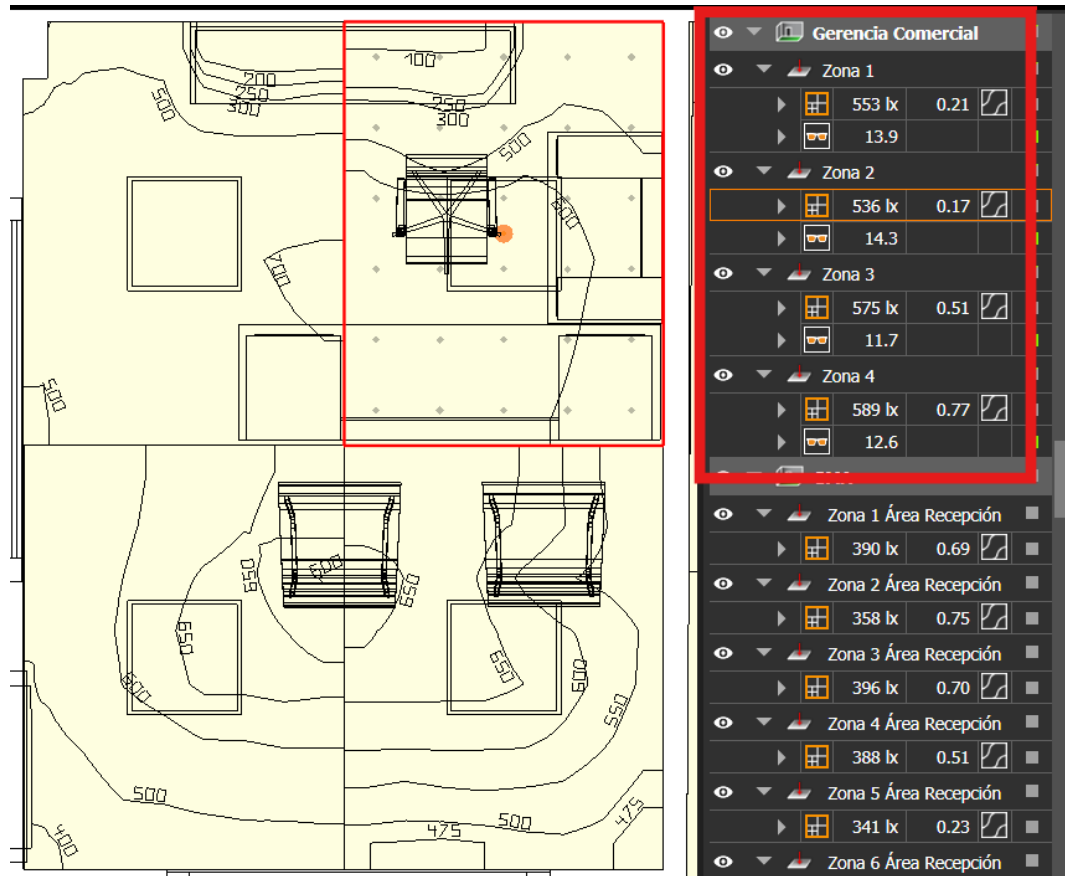 Gerencia Comercial
Zona 1
553 lx 0.21
13.9
Zona 2
536 lx 0.17
14.3
Zona 3
575 lx 0.51
11.7
Zona 4
589 lx 0.77
12.6
Zona 1 Área Recepción
390 lx 0.69
Zona 2 Área Recepción
358 lx 0.75
Zona 3 Área Recepción
396 lx 0.70
Zona 4 Área Recepción
388 lx 0.51
Zona 5 Área Recepción
341 lx 0.23
Zona 6 Área Recepción
100
200
250
300
500
250
300
500
600
700
500
600
650
650
650
650
600
600
550
500
500
475
475
400